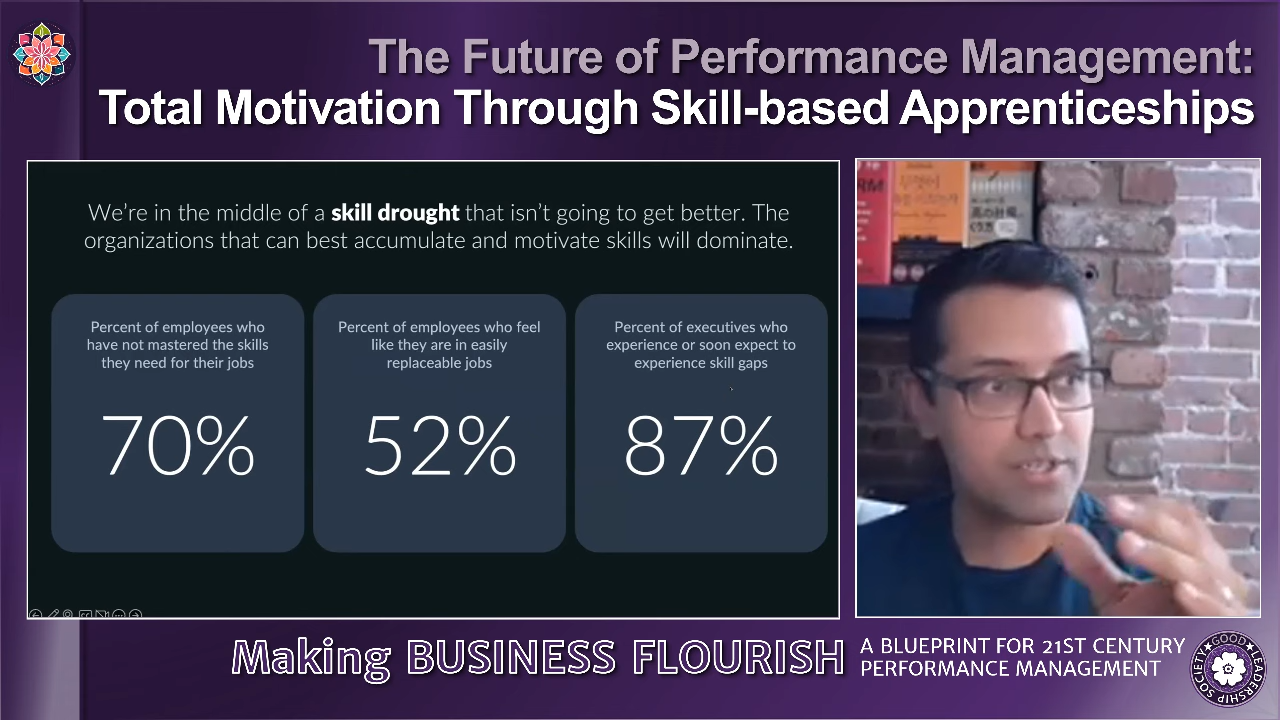 The Future of Performance Management:
Total Motivation Through Skill-based Apprenticeships
We're in the middle of a skill drought that isn't going to get better. The
organizations that can best accumulate and motivate skills will dominate.
Percent of employees who
have not mastered the skills
they need for their jobs
70%
Percent of employees who feel
like they are in easily
replaceable jobs
52%
Percent of executives who
experience or soon expect to
experience skill gaps
87%
Making BUSINESS FLOURISH
A BLUEPRINT FOR 21ST CENTURY
PERFORMANCE MANAGEMENT
GOOD LEADERSHIP SOCIETY